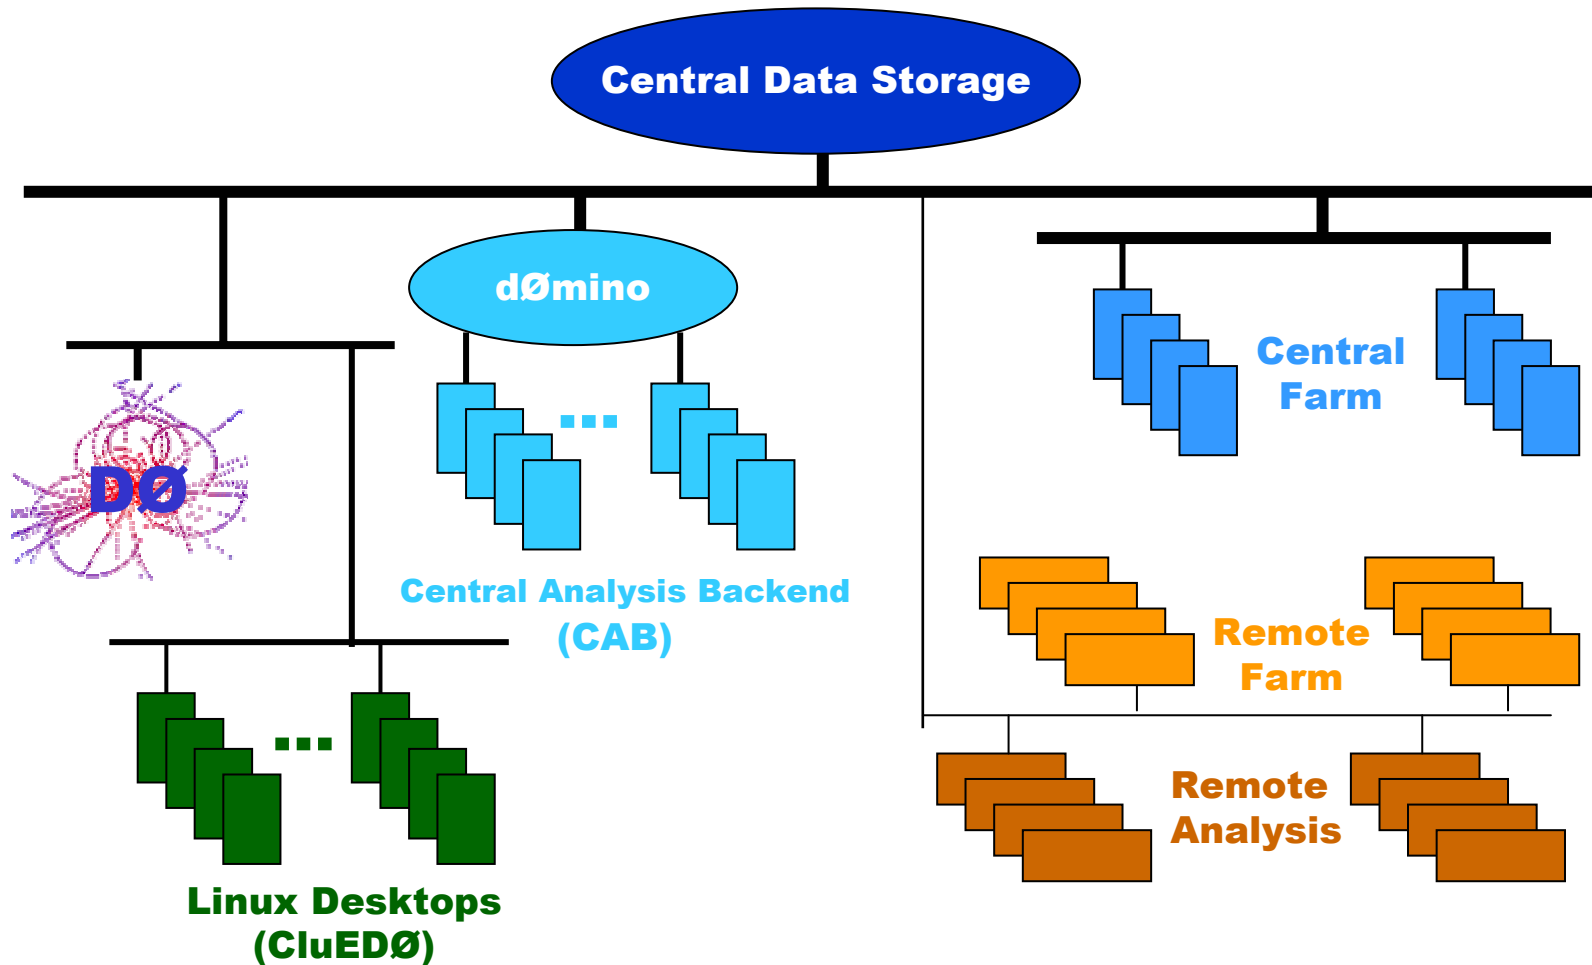 Central Data Storage
dØmino
Central
Farm
DØ
Central Analysis Backend
(CAB)
Remote
Farm
Remote
Analysis
Linux Desktops
(CluEDØ)